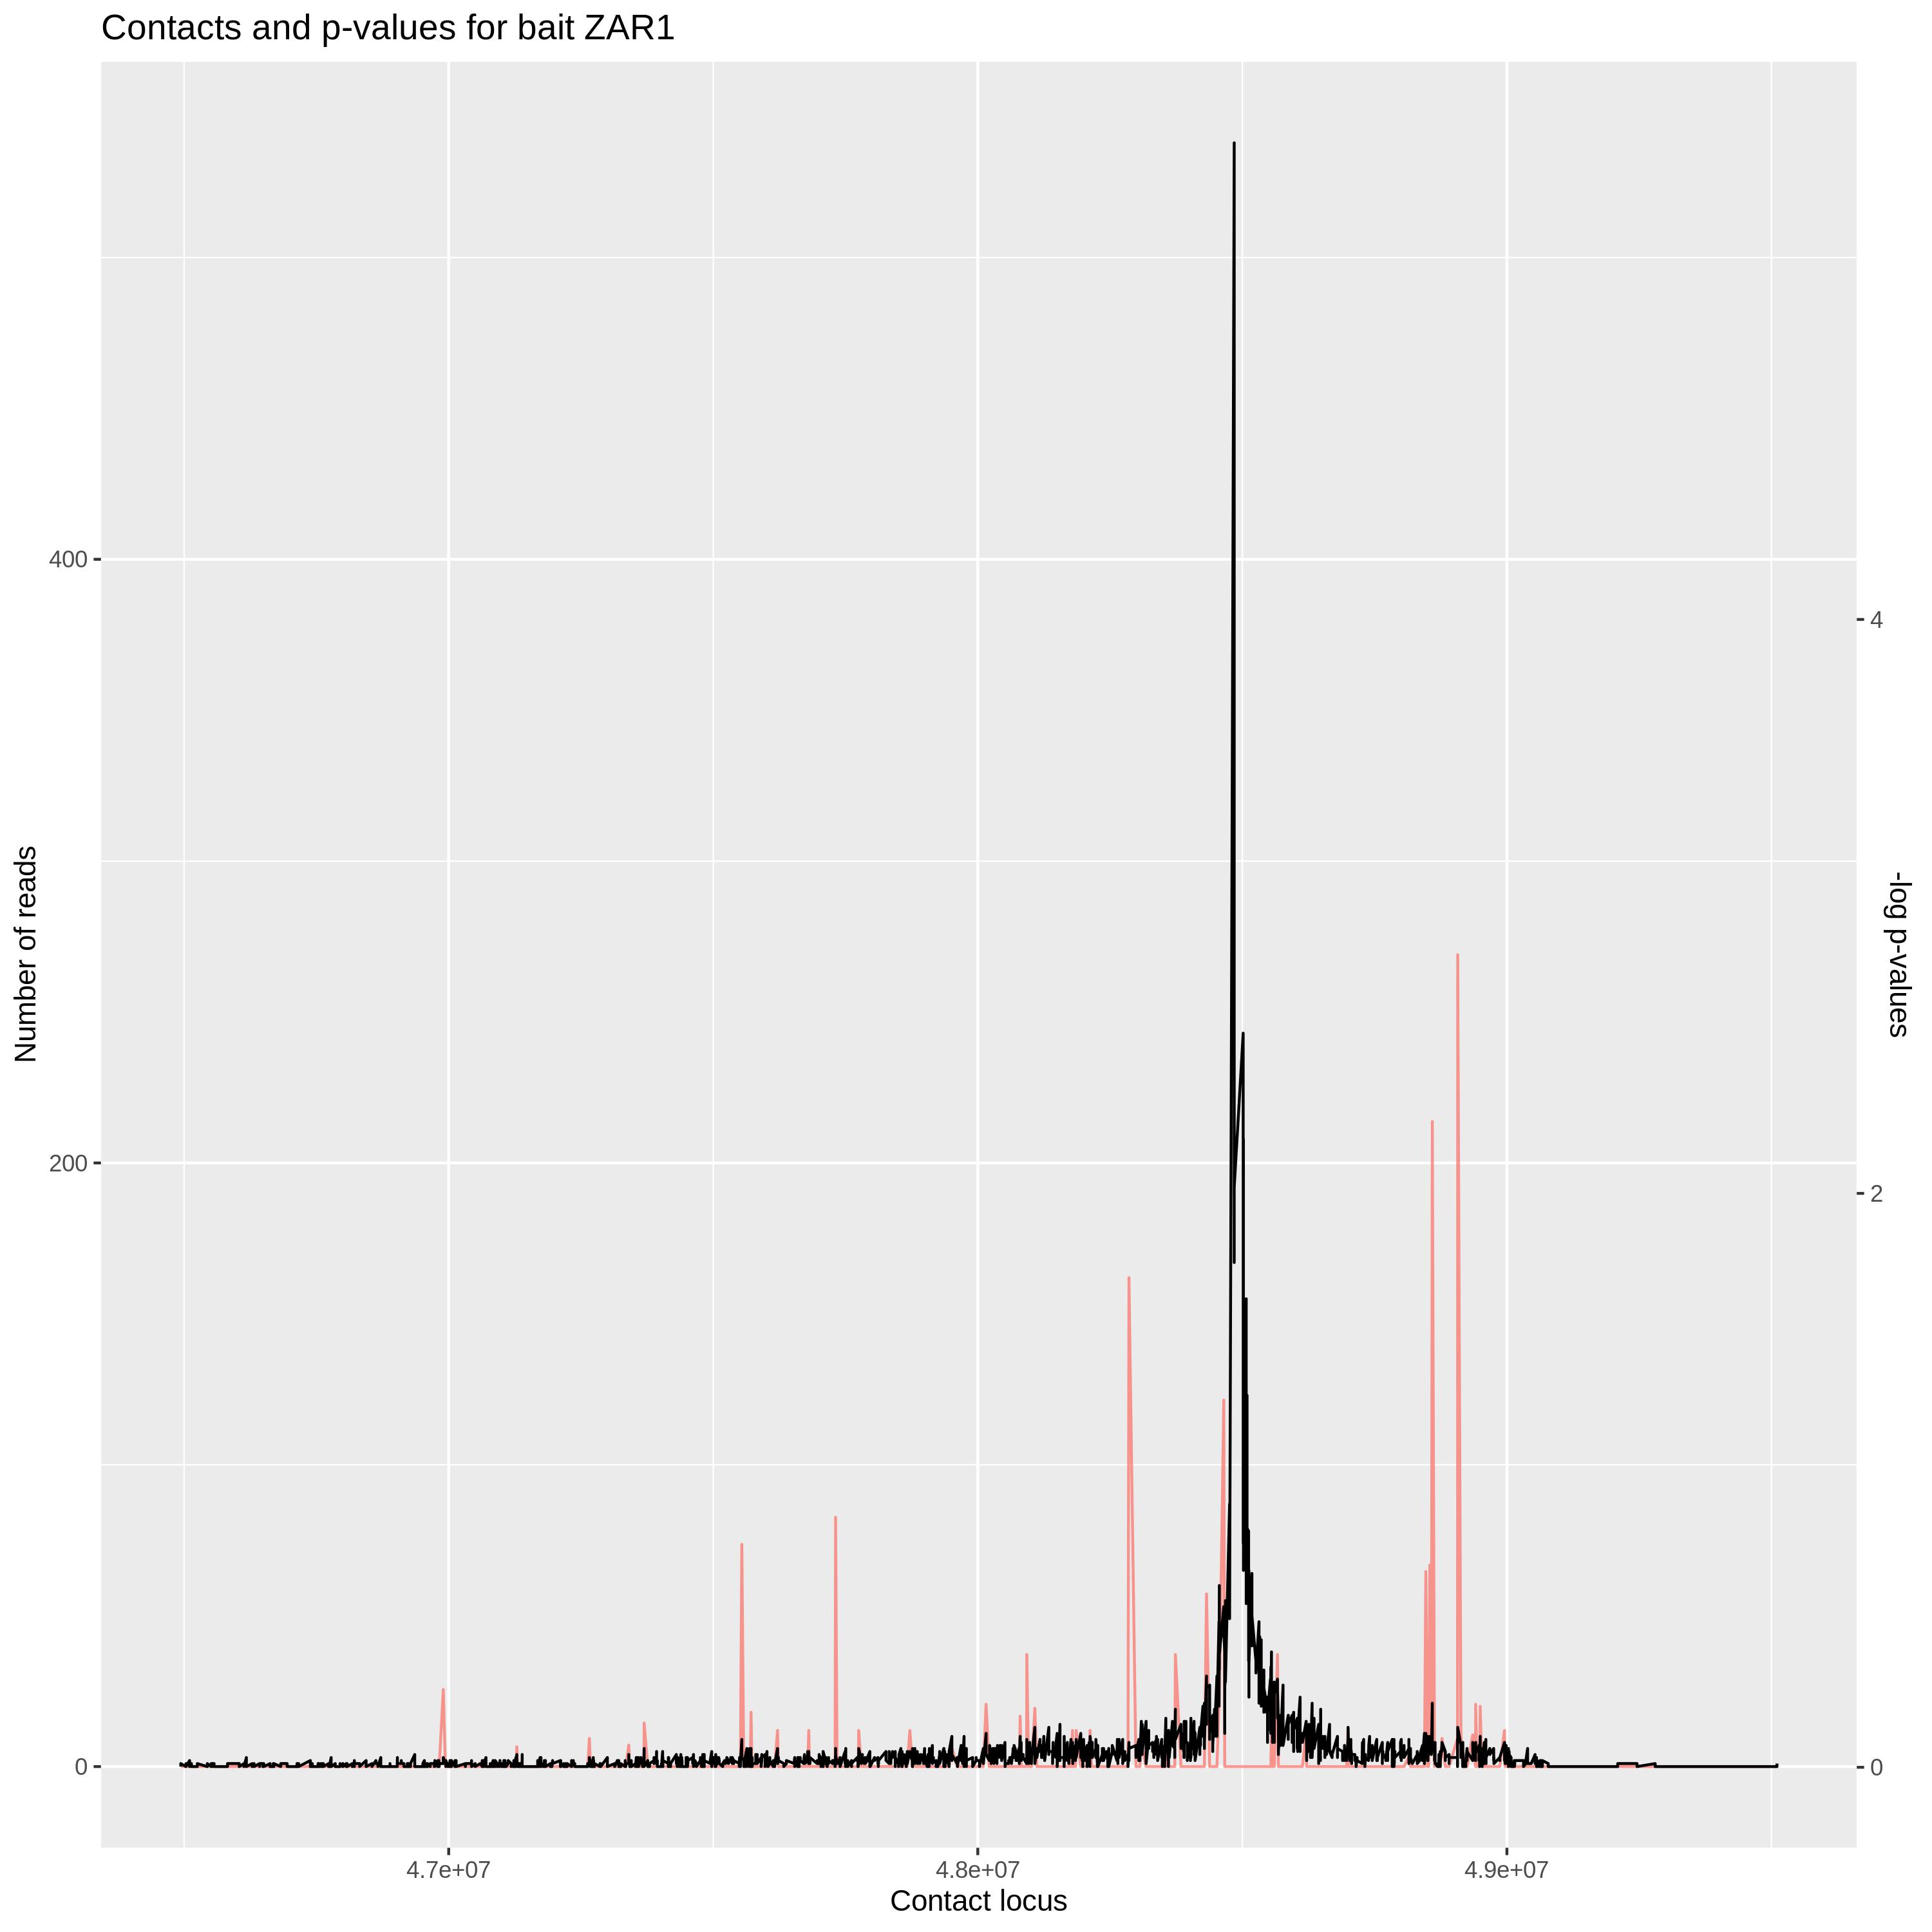 Contacts and p-values for bait ZAR1
Number of reads
400
200
0
4
2
0
-log p-values
4.7e+07
4.8e+07
4.9e+07
Contact locus